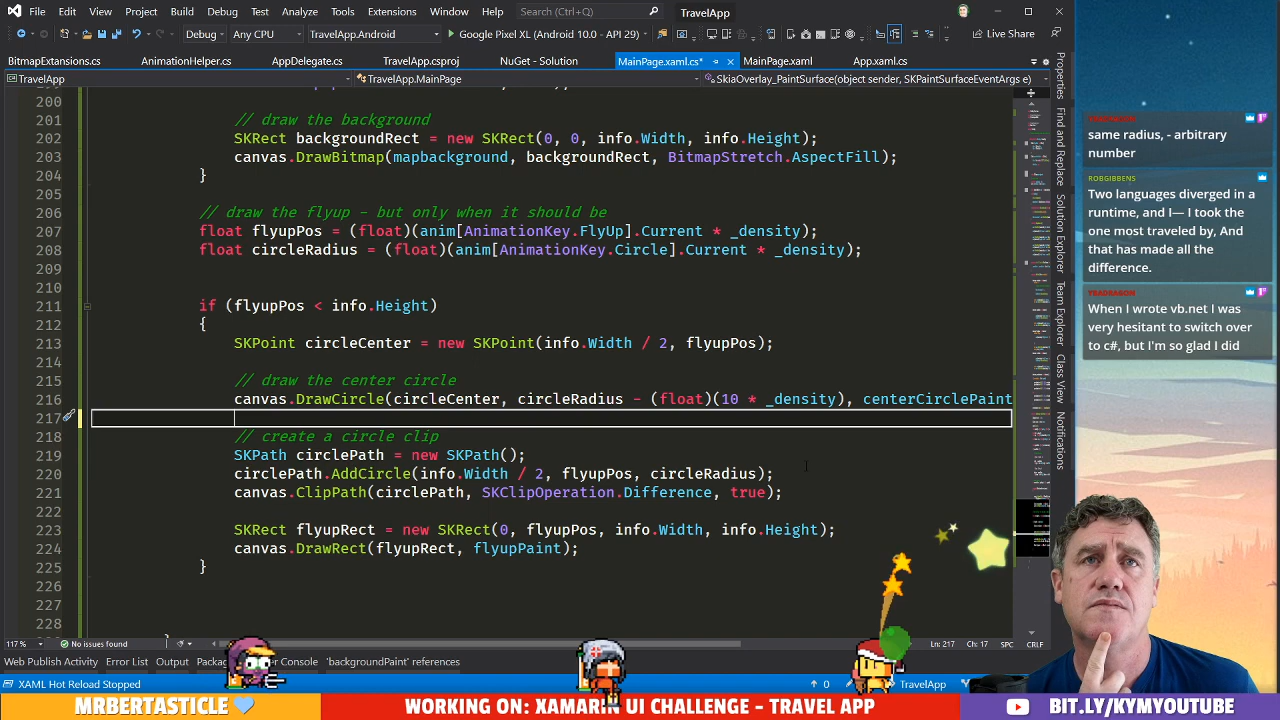 File Edit View Project Build Debug Test Analyze Tools Extensions Window Help Search (Ctrl+Q) TravelApp
Debug Any CPU TravelApp.Android Google Pixel XL (Android 10.0 - API 29) Live Share
BitmapExtansions.cs AnimationHelper.cs AppDelegate.cs TravelApp.csproj NuGet - Solution MainPage.xaml.cs* MainPage.xaml App.xaml.cs
TravelApp TravelApp.MainPage SkiaOverlay_PaintSurface(object sender, SKPaintSurfaceEventArgs e)
200
201 // draw the background
202 SKRect backgroundRect = new SKRect(0, 0, info.Width, info.Height);
203 canvas.DrawBitmap(mapbackground, backgroundRect, BitmapStretch.AspectFill);
204 }
205
206 // draw the flyup - but only when it should be
207 float flyupPos = (float)(anim[AnimationKey.FlyUp].Current * _density);
208 float circleRadius = (float)(anim[AnimationKey.Circle].Current * _density);
209
210
211 if (flyupPos < info.Height)
212 {
213 SKPoint circleCenter = new SKPoint(info.Width / 2, flyupPos);
214
215 // draw the center circle
216 canvas.DrawCircle(circleCenter, circleRadius - (float)(10 * _density), centerCirclePaint
217
218 // create a circle clip
219 SKPath circlePath = new SKPath();
220 circlePath.AddCircle(info.Width / 2, flyupPos, circleRadius);
221 canvas.ClipPath(circlePath, SKClipOperation.Difference, true);
222
223 SKRect flyupRect = new SKRect(0, flyupPos, info.Width, info.Height);
224 canvas.DrawRect(flyupRect, flyupPaint);
225 }
226
227
228
117 % No issues found Ln: 217 Ch: 17 SPC CRLF
Web Publish Activity Error List Output Console 'backgroundPaint' references
XAML Hot Reload Stopped 0 TravelApp
Properties
Find and Replace
Solution Explorer
Team Explorer
Class View
Notifications
same radius, - arbitrary
number
ROBGIBBENS
Two languages diverged in a
runtime, and I— I took the
one most traveled by, And
that has made all the
difference.
When I wrote vb.net I was
very hesitant to switch over
to c#, but I'm so glad I did
MRBERTASTICLE
WORKING ON: XAMARIN UI CHALLENGE - TRAVEL APP
BIT.LY/KYMYOUTUBE